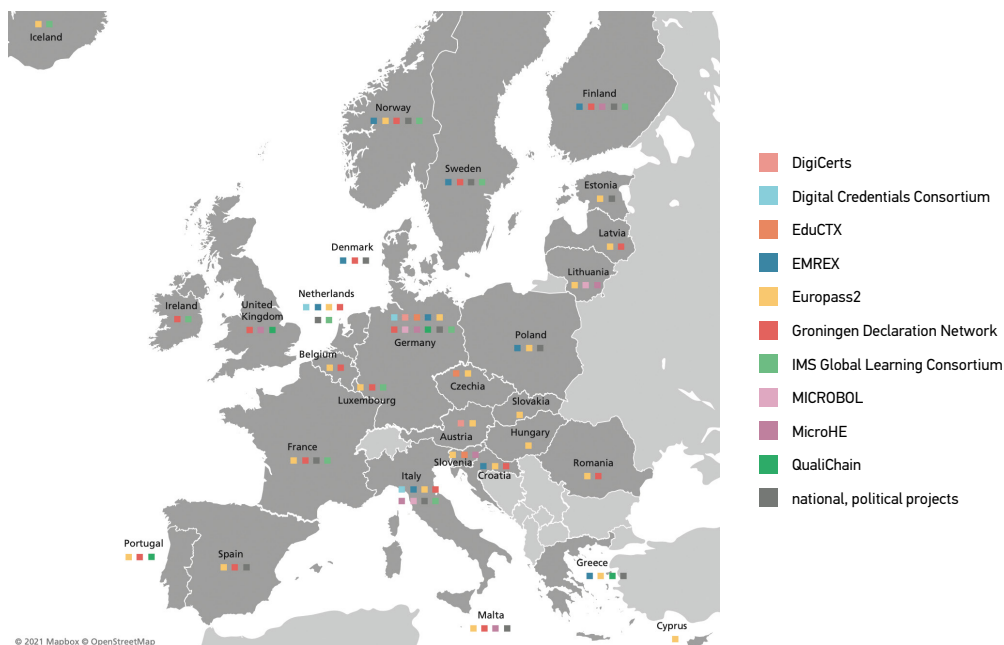 Iceland
Finland
Norway
Sweden
Estonia
Latvia
Denmark
Lithuania
Netherlands
Ireland
United
Kingdom
Germany
Poland
Belgium
Czechia
Luxembourg
Slovakia
Hungary
Austria
France
Slovenia
Romania
Italy
Croatia
Portugal
Spain
Greece
Malta
Cyprus
© 2021 Mapbox © OpenStreetMap
DigiCerts
Digital Credentials Consortium
EduCTX
EMREX
Europass2
Groningen Declaration Network
IMS Global Learning Consortium
MICROBOL
MicroHE
QualiChain
national, political projects